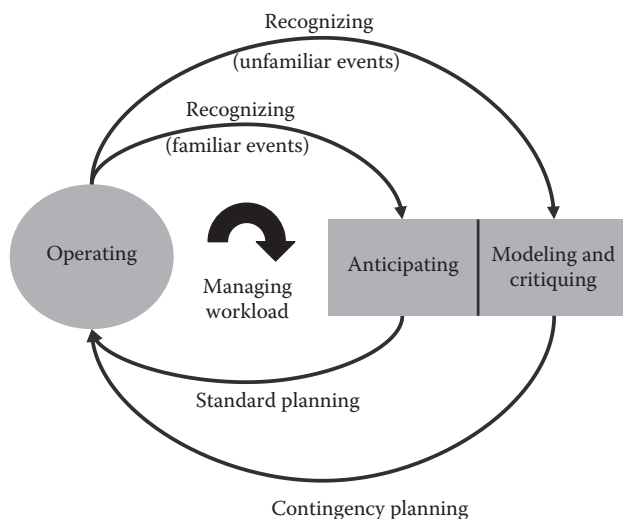 Recognizing
(unfamiliar events)
Recognizing
(familiar events)
Operating
Managing
workload
Anticipating
Modeling and
critiquing
Standard planning
Contingency planning